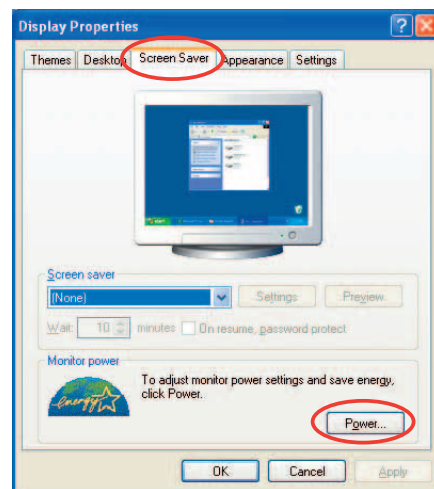 Display Properties
Themes Desktop Screen Saver Appearance Settings
Screen saver
(None) Settings Preview
Wait: 10 minutes On resume, password protect
Monitor power
To adjust monitor power settings and save energy,
click Power.
energy
Power...
OK Cancel Apply